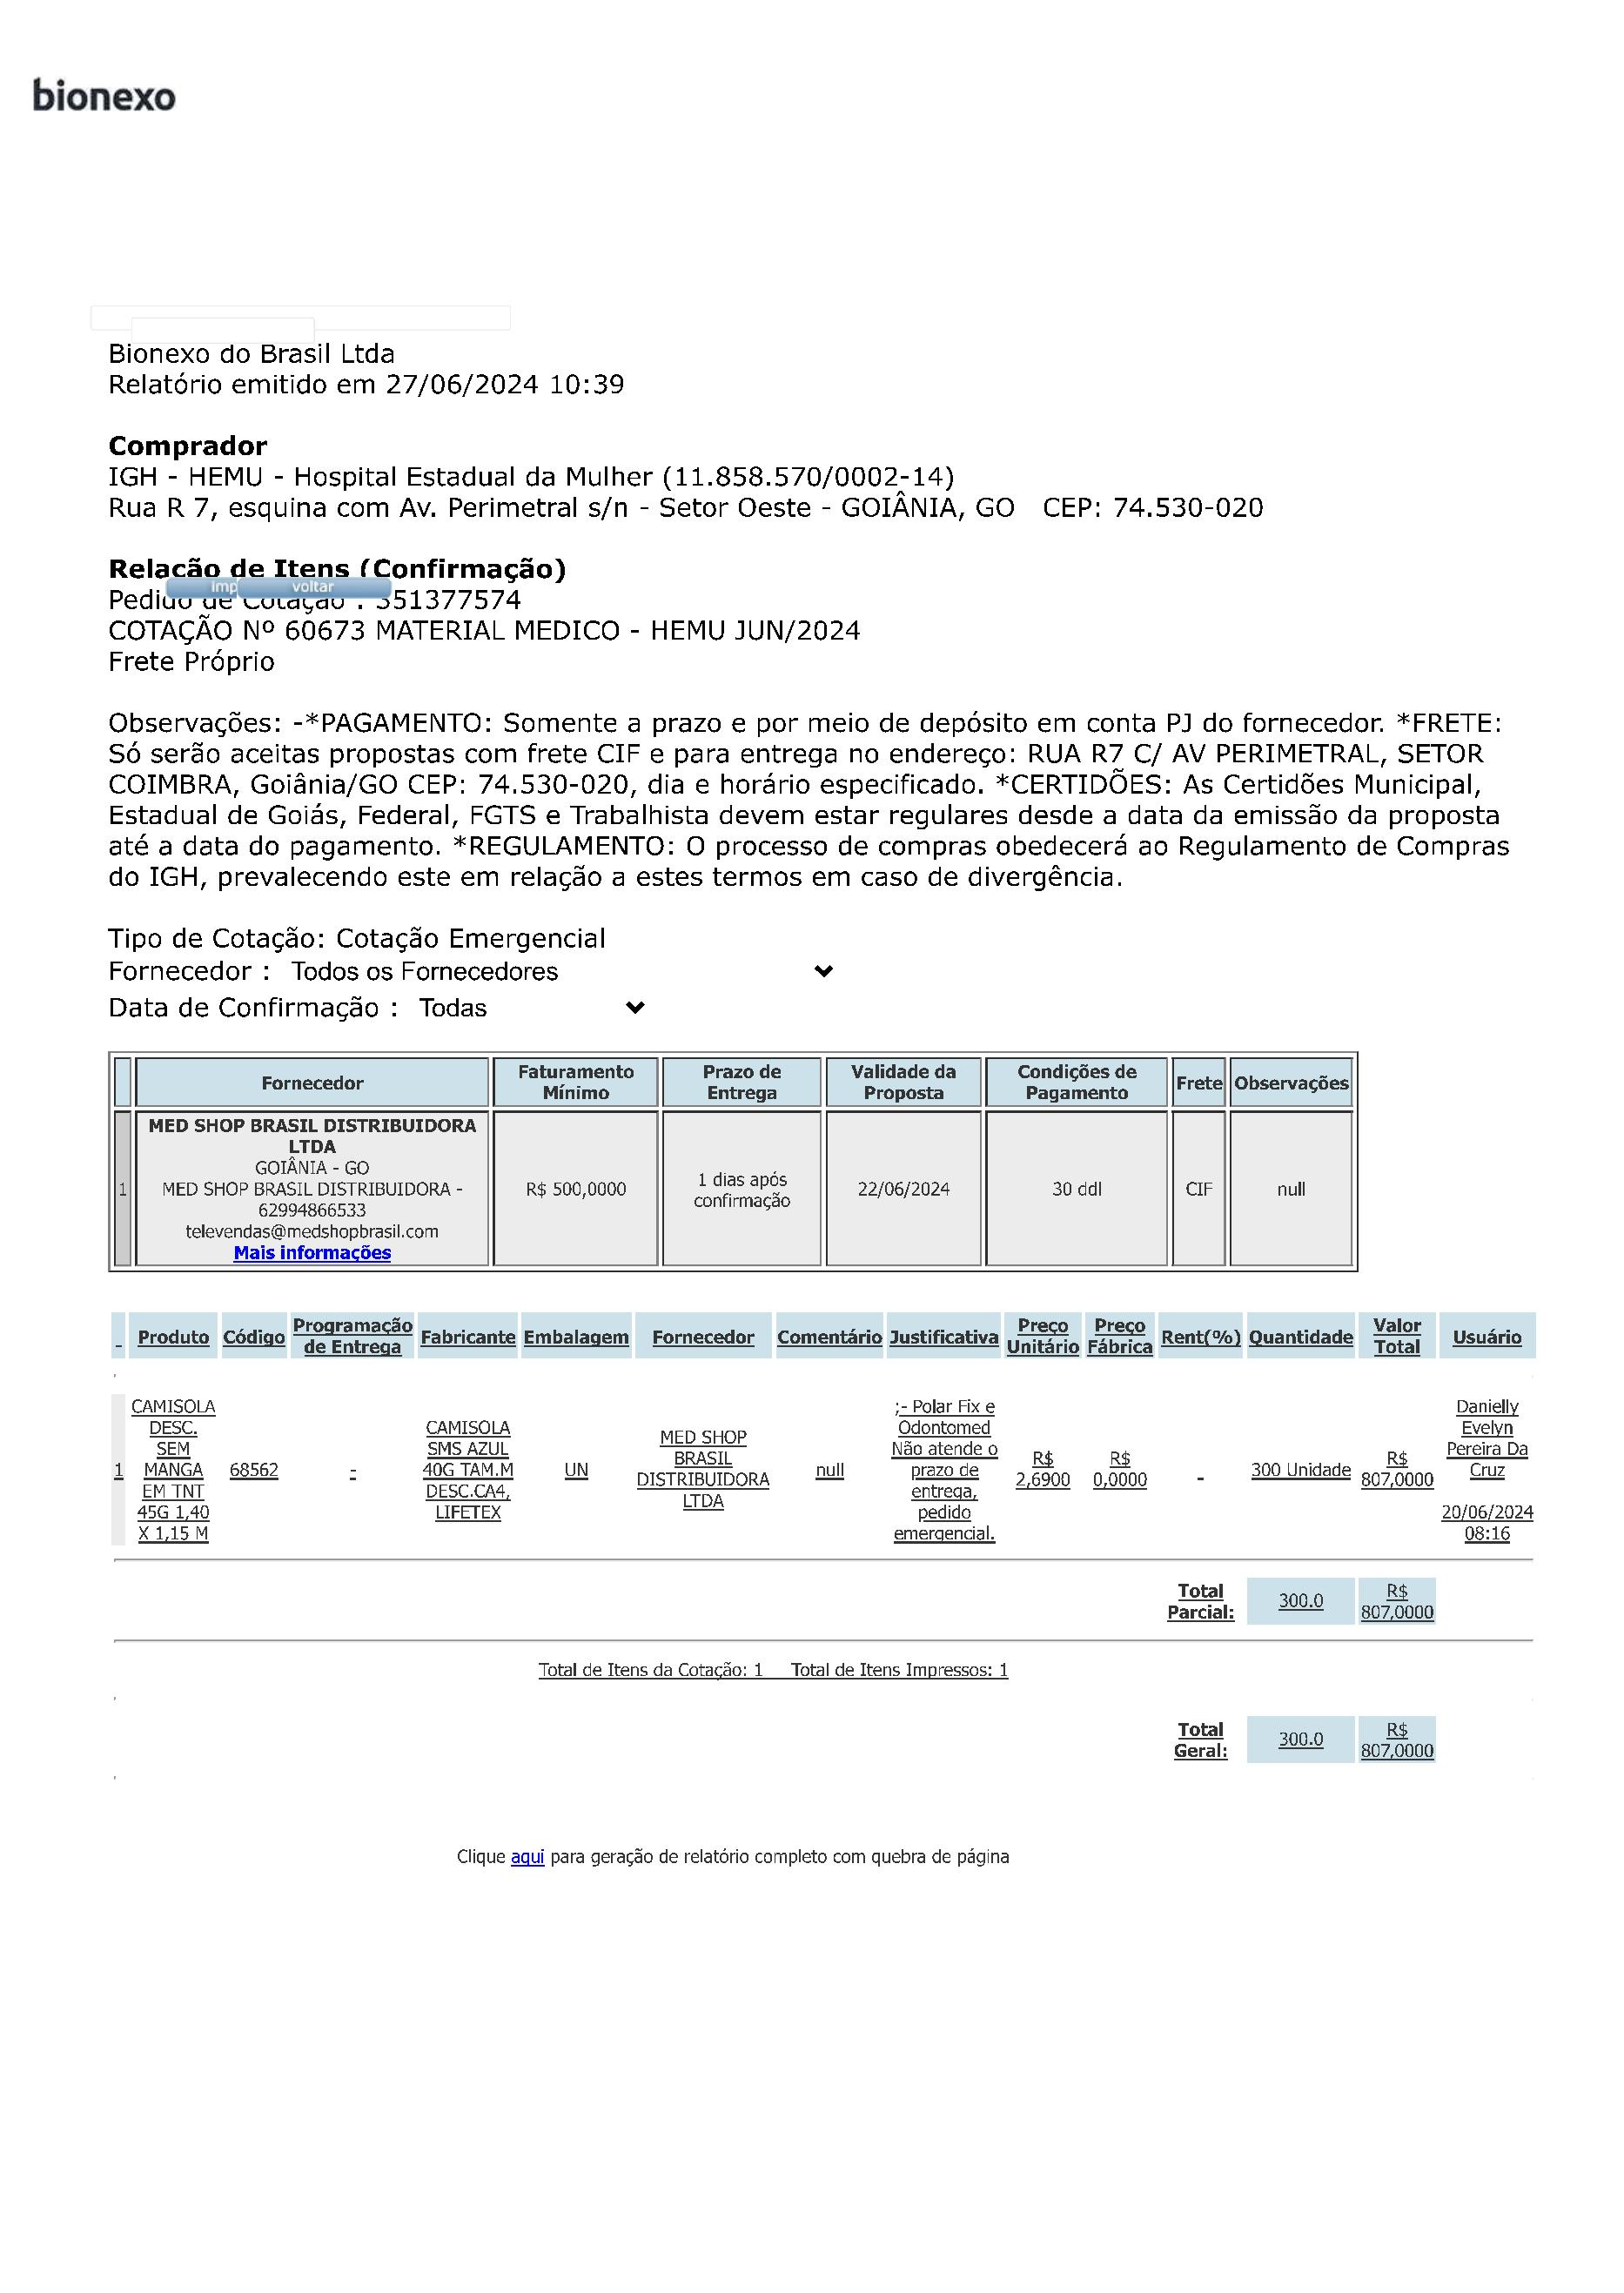 bionexo
Bionexo do Brasil Ltda
Relatório emitido em 27/06/2024 10:39
Comprador
IGH - HEMU - Hospital Estadual da Mulher (11.858.570/0002-14)
Rua R 7, esquina com Av. Perimetral s/n - Setor Oeste - GOIÂNIA, GO CEP: 74.530-020
Relação de Itens (Confirmação)
imp voltar
Pedido de Cotação : 351377574
COTAÇÃO Nº 60673 MATERIAL MEDICO - HEMU JUN/2024
Frete Próprio
Observações: -*PAGAMENTO: Somente a prazo e por meio de depósito em conta PJ do fornecedor. *FRETE:
Só serão aceitas propostas com frete CIF e para entrega no endereço: RUA R7 C/ AV PERIMETRAL, SETOR
COIMBRA, Goiânia/GO CEP: 74.530-020, dia e horário especificado. *CERTIDÕES: As Certidões Municipal,
Estadual de Goiás, Federal, FGTS e Trabalhista devem estar regulares desde a data da emissão da proposta
até a data do pagamento. *REGULAMENTO: O processo de compras obedecerá ao Regulamento de Compras
do IGH, prevalecendo este em relação a estes termos em caso de divergência.
Tipo de Cotação: Cotação Emergencial
Fornecedor : Todos os Fornecedores
Data de Confirmação : Todas
Fornecedor
Faturamento
Mínimo
Prazo de
Entrega
Validade da
Proposta
Condições de
Pagamento
Frete
Observações
1
MED SHOP BRASIL DISTRIBUIDORA
LTDA
GOIÂNIA - GO
MED SHOP BRASIL DISTRIBUIDORA -
62994866533
televendas@medshopbrasil.com
Mais informações
R$ 500,0000
1 dias após
confirmação
22/06/2024
30 ddl
CIF
null
-
Produto
Código
Programação
de Entrega
Fabricante
Embalagem
Fornecedor
Comentário
Justificativa
Preço
Unitário
Preço
Fábrica
Rent(%)
Quantidade
Valor
Total
Usuário
1
CAMISOLA
DESC.
SEM
MANGA
EM TNT
45G 1,40
X 1,15 M
68562
-
CAMISOLA
SMS AZUL
40G TAM.M
DESC.CA4,
LIFETEX
UN
MED SHOP
BRASIL
DISTRIBUIDORA
LTDA
null
;- Polar Fix e
Odontomed
Não atende o
prazo de
entrega,
pedido
emergencial.
R$
2,6900
R$
0,0000
-
300 Unidade
R$
807,0000
Danielly
Evelyn
Pereira Da
Cruz
20/06/2024
08:16
Total
Parcial:
300.0
R$
807,0000
Total de Itens da Cotação: 1 Total de Itens Impressos: 1
Total
Geral:
300.0
R$
807,0000
Clique aqui para geração de relatório completo com quebra de página